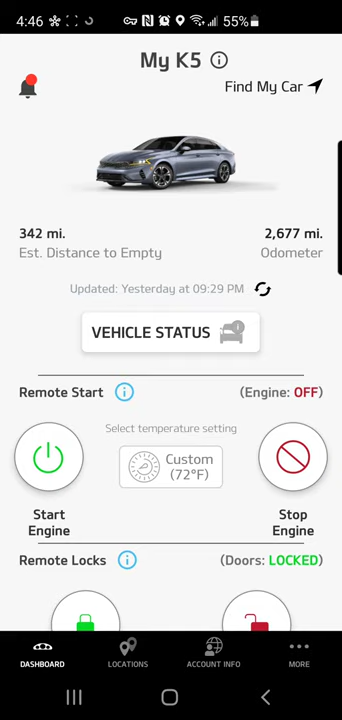 4:46
55%
My K5
Find My Car
342 mi.
2,677 mi.
Est. Distance to Empty
Odometer
Updated: Yesterday at 09:29 PM
VEHICLE STATUS
Remote Start
(Engine: OFF)
Select temperature setting
Custom
(72°F)
Start
Engine
Stop
Engine
Remote Locks
(Doors: LOCKED)
DASHBOARD
LOCATIONS
ACCOUNT INFO
MORE